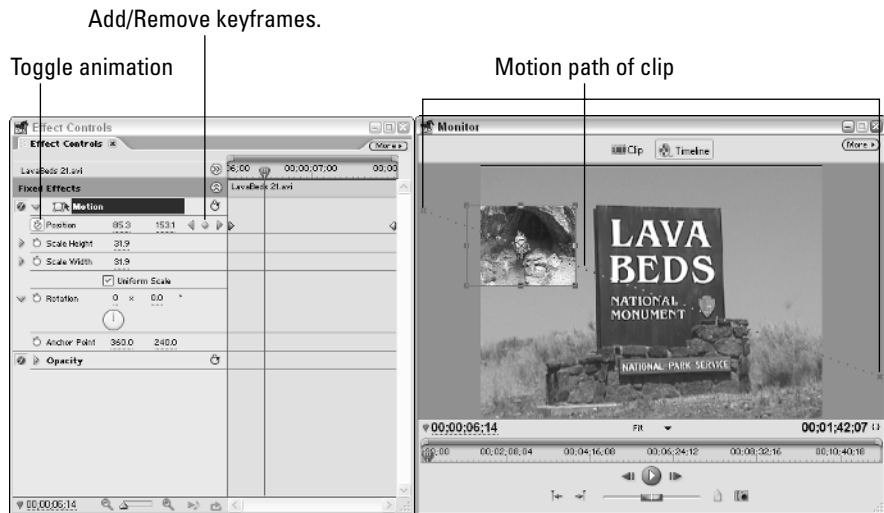 Add/Remove keyframes.
Toggle animation
Motion path of clip
Effect Controls
Effect Controls
More
LavaBeds 21.avi
00;00;07;00
Fixed Effects
LavaBeds 21.avi
Motion
Position 85.3 153.1
Scale Height 31.9
Scale Width 31.9
Uniform Scale
Rotation 0 x 0.0 °
Anchor Point 360.0 240.0
Opacity
00;00;06;14
Monitor
Clip Timeline
More
LAVA
BEDS
NATIONAL
MONUMENT
NATIONAL PARK SERVICE
00;00;06;14 Fit 00;01;42;07
00;02;08;04 00;04;16;08 00;06;24;12 00;08;32;16 00;10;40;18